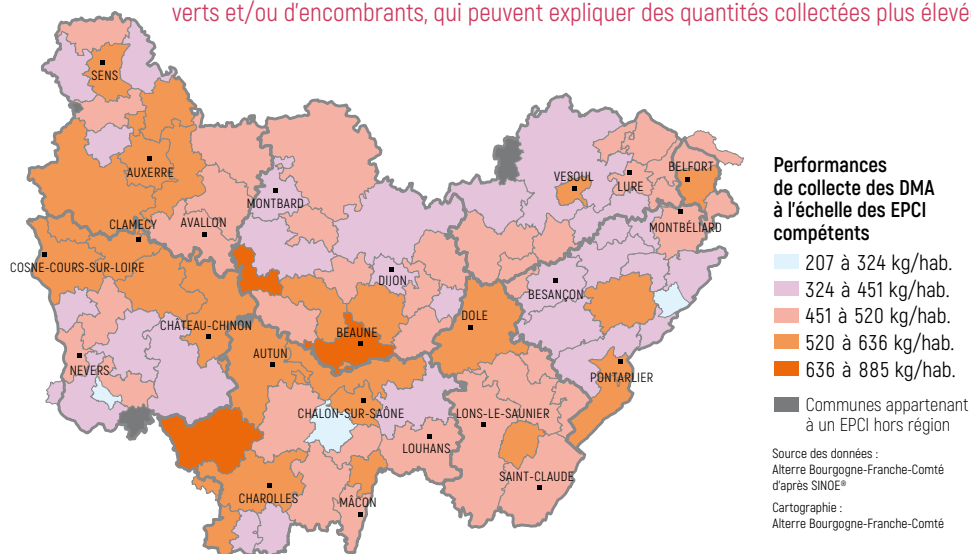 verts et/ou d'encombrants, qui peuvent expliquer des quantités collectées plus élevé
SENS
AUXERRE
CLAMECY
AVALLON
MONTBARD
COSNE-COURS-SUR-LOIRE
CHÂTEAU-CHINON
NEVERS
DIJON
BEAUNE
AUTUN
CHALON-SUR-SAÔNE
CHAROLLES
MÂCON
LOUHANS
LONS-LE-SAUNIER
SAINT-CLAUDE
DOLE
PONTARLIER
BESANÇON
VESOUL
LURE
BELFORT
MONTBÉLIARD
Performances
de collecte des DMA
à l'échelle des EPCI
compétents
207 à 324 kg/hab.
324 à 451 kg/hab.
451 à 520 kg/hab.
520 à 636 kg/hab.
636 à 885 kg/hab.
Communes appartenant
à un EPCI hors région
Source des données :
Alterre Bourgogne-Franche-Comté
d'après SINOE®
Cartographie :
Alterre Bourgogne-Franche-Comté